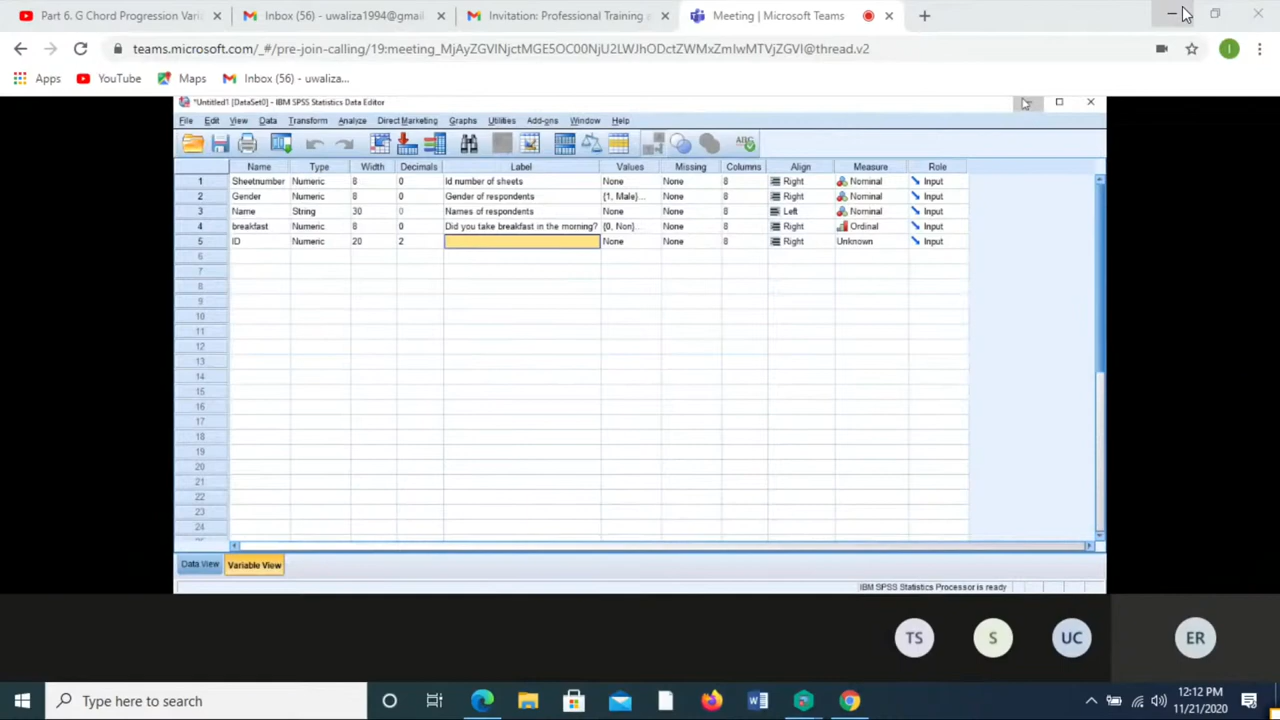 Part 6. G Chord Progression Vari
Inbox (56) - uwaliza1994@gmail
Invitation: Professional Training
Meeting | Microsoft Teams
teams.microsoft.com/_#/pre-join-calling/19:meeting_MjAyZGVlNjctMGE5OC00NjU2LWJhODctZWMxZmIwMTVjZGVl@thread.v2
Apps YouTube Maps Inbox (56) - uwaliza...
*Untitled1 [DataSet0] - IBM SPSS Statistics Data Editor
File Edit View Data Transform Analyze Direct Marketing Graphs Utilities Add-ons Window Help
Name Type Width Decimals Label Values Missing Columns Align Measure Role
1 Sheetnumber Numeric 8 0 Id number of sheets None None 8 Right Nominal Input
2 Gender Numeric 8 0 Gender of respondents {1, Male}... None 8 Right Nominal Input
3 Name String 30 0 Names of respondents None None 8 Left Nominal Input
4 breakfast Numeric 8 0 Did you take breakfast in the morning? {0, Non}... None 8 Right Ordinal Input
5 ID Numeric 20 2 None None 8 Right Unknown Input
6
7
8
9
10
11
12
13
14
15
16
17
18
19
20
21
22
23
24
Data View Variable View
IBM SPSS Statistics Processor is ready
TS S UC ER
Type here to search
12:12 PM
11/21/2020